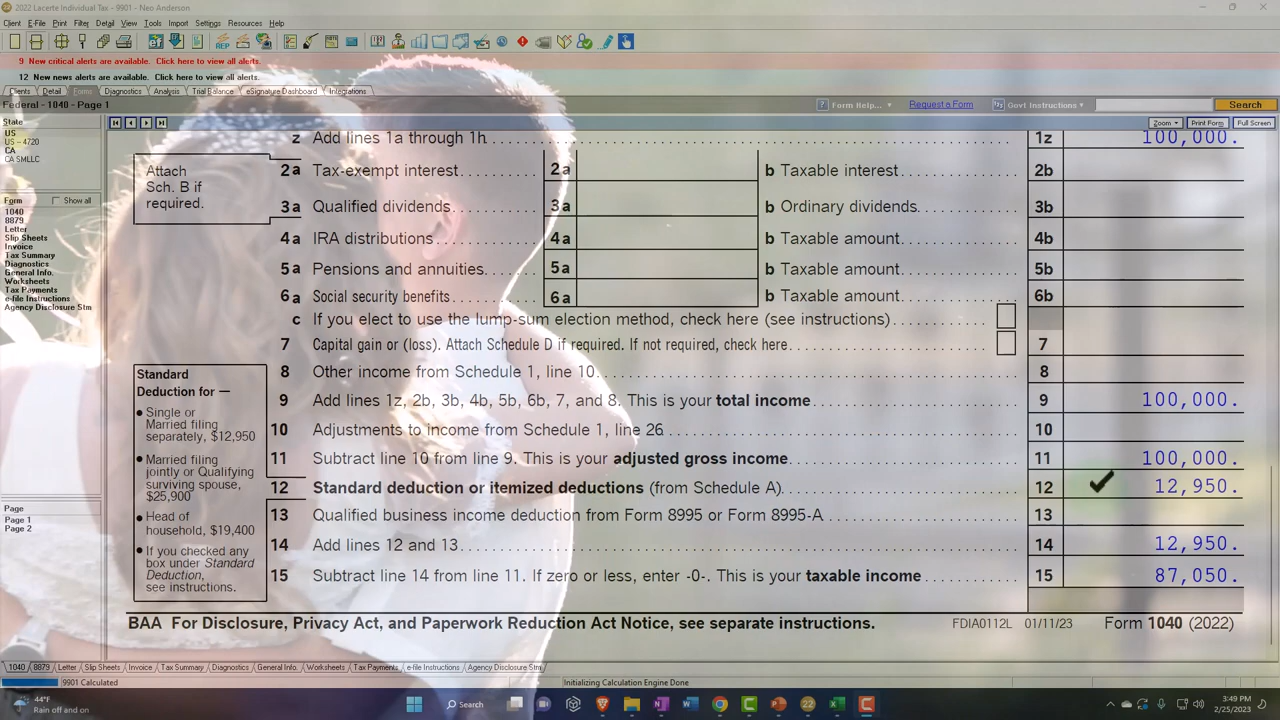 2022 Lacerte Individual Tax - 9901 - Neo Anderson
Client E-File Print Filter Detail View Tools Import Settings Resources Help
REP
9 New critical alerts are available. Click here to view all alerts.
12 New news alerts are available. Click here to view all alerts.
Clients Detail Forms Diagnostics Analysis Trial Balance eSignature Dashboard Integrations
Federal - 1040 - Page 1
Form Help... Request a Form Govt Instructions Search
Zoom Print Form Full Screen
State
US
US - 4720
CA
CA SMLLC
Form Show all
1040
8879
Letter
Slip Sheets
Invoice
Tax Summary
Diagnostics
General Info.
Worksheets
Tax Payments
e-file Instructions
Agency Disclosure Stm
Page
Page 1
Page 2
z Add lines 1a through 1h 1z 100,000.
Attach
Sch. B if
required.
2a Tax-exempt interest 2a b Taxable interest 2b
3a Qualified dividends 3a b Ordinary dividends 3b
4a IRA distributions 4a b Taxable amount 4b
5a Pensions and annuities 5a b Taxable amount 5b
6a Social security benefits 6a b Taxable amount 6b
c If you elect to use the lump-sum election method, check here (see instructions)
7 Capital gain or (loss). Attach Schedule D if required. If not required, check here 7
8 Other income from Schedule 1, line 10 8
9 Add lines 1z, 2b, 3b, 4b, 5b, 6b, 7, and 8. This is your total income 9 100,000.
10 Adjustments to income from Schedule 1, line 26 10
11 Subtract line 10 from line 9. This is your adjusted gross income 11 100,000.
12 Standard deduction or itemized deductions (from Schedule A) 12 12,950.
13 Qualified business income deduction from Form 8995 or Form 8995-A 13
14 Add lines 12 and 13 14 12,950.
15 Subtract line 14 from line 11. If zero or less, enter -0-. This is your taxable income 15 87,050.
Standard
Deduction for —
• Single or
Married filing
separately, $12,950
• Married filing
jointly or Qualifying
surviving spouse,
$25,900
• Head of
household, $19,400
• If you checked any
box under Standard
Deduction,
see instructions.
BAA For Disclosure, Privacy Act, and Paperwork Reduction Act Notice, see separate instructions. FDIA0112L 01/11/23 Form 1040 (2022)
1040 8879 Letter Slip Sheets Invoice Tax Summary Diagnostics General Info. Worksheets Tax Payments e-file Instructions Agency Disclosure Stm
9901 Calculated Initializing Calculation Engine Done
44°F
Rain off and on
Search
22
3:49 PM
2/25/2023